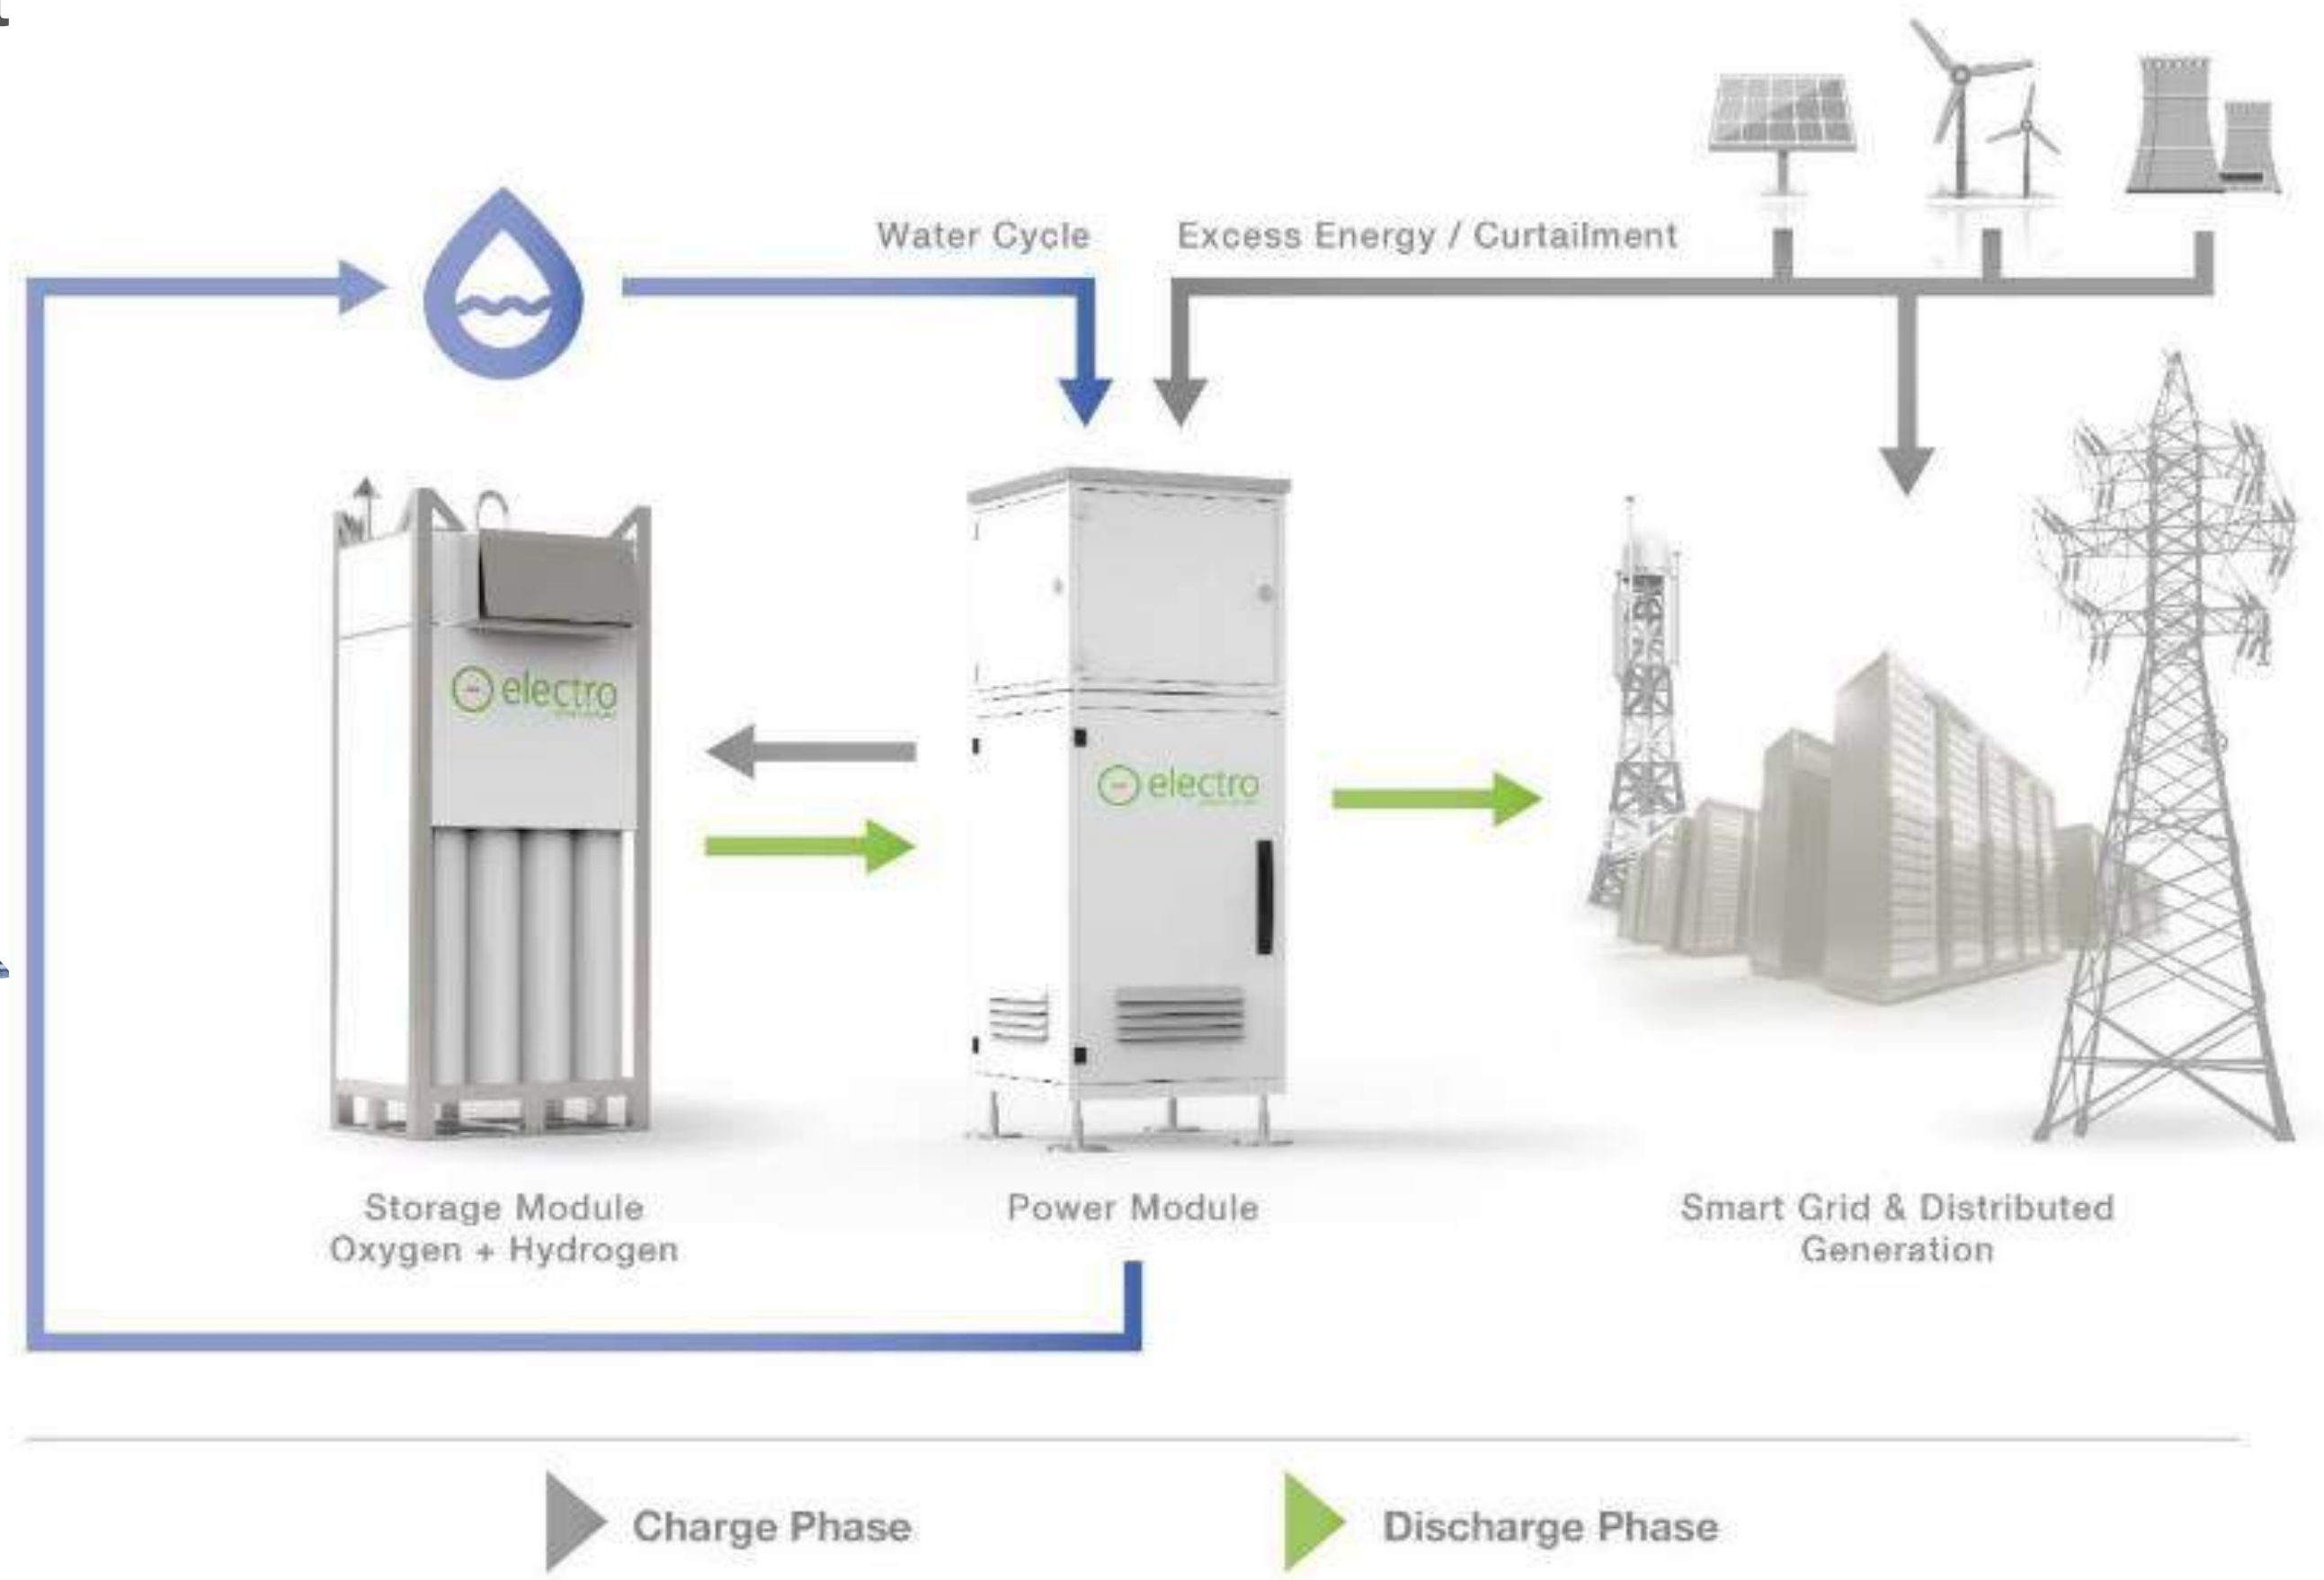 Water Cycle
Excess Energy / Curtailment
electro
electro
Storage Module
Oxygen + Hydrogen
Power Module
Smart Grid & Distributed
Generation
Charge Phase
Discharge Phase